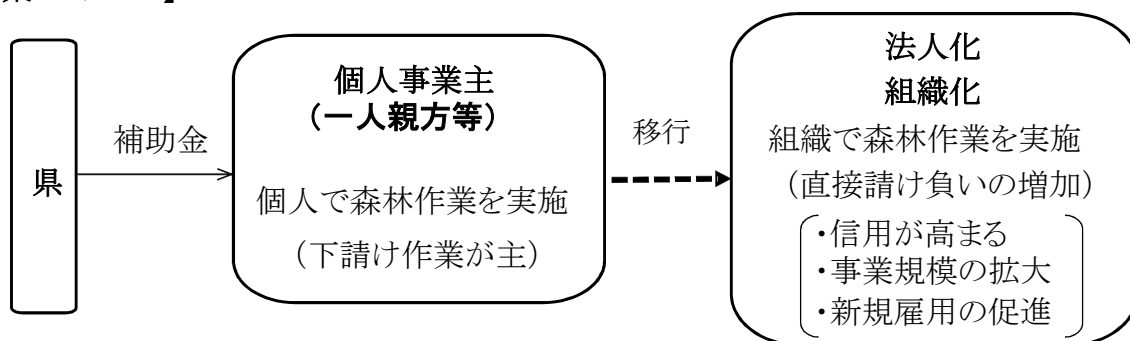 県
補助金
個人事業主
(一人親方等)
個人で森林作業を実施
(下請け作業が主)
移行
法人化
組織化
組織で森林作業を実施
(直接請け負いの増加)
・信用が高まる
・事業規模の拡大
・新規雇用の促進